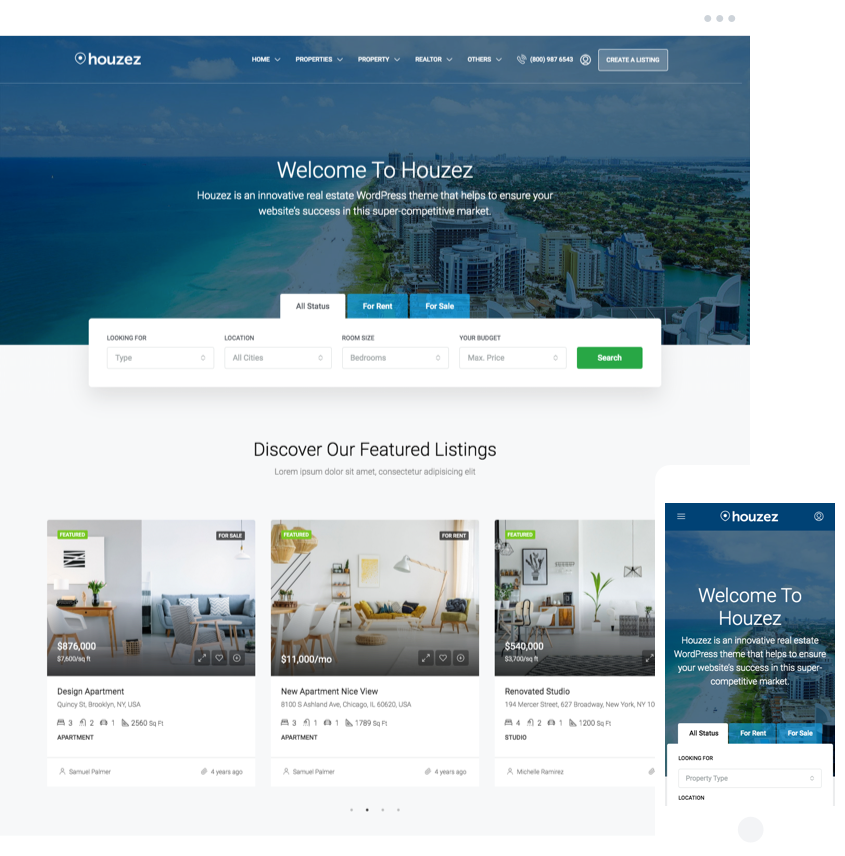 houzez
HOME PROPERTIES PROPERTY REALTOR OTHERS (800) 987 6543 CREATE A LISTING
Welcome To Houzez
Houzez is an innovative real estate WordPress theme that helps to ensure your
website's success in this super-competitive market.
All Status For Rent For Sale
LOOKING FOR LOCATION ROOM SIZE YOUR BUDGET
Type All Cities Bedrooms Max. Price Search
Discover Our Featured Listings
Lorem ipsum dolor sit amet, consectetur adipisicing elit
FEATURED FOR SALE
$876,000
$7,600/sq ft
Design Apartment
Quincy St, Brooklyn, NY, USA
3 2 1 2560 Sq Ft
APARTMENT
Samuel Palmer 4 years ago
FEATURED FOR RENT
$11,000/mo
New Apartment Nice View
8100 S Ashland Ave, Chicago, IL 60620, USA
3 1 1 1789 Sq Ft
APARTMENT
Samuel Palmer 4 years ago
FEATURED
$540,000
$3,700/sq ft
Renovated Studio
194 Mercer Street, 627 Broadway, New York, NY 10
4 2 1 1200 Sq Ft
STUDIO
Michelle Ramirez
houzez
Welcome To
Houzez
Houzez is an innovative real estate
WordPress theme that helps to ensure
your website's success in this super-
competitive market.
All Status For Rent For Sale
LOOKING FOR
Property Type
LOCATION